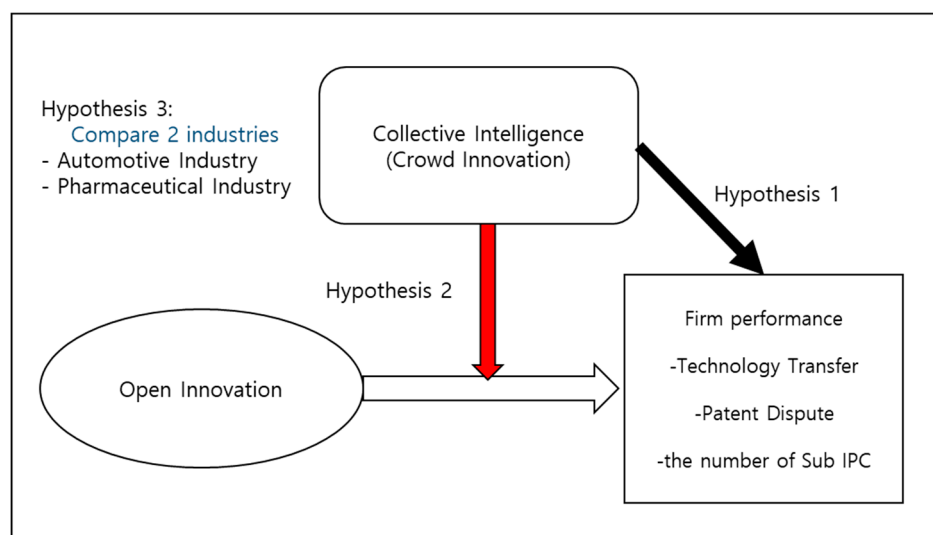 Hypothesis 3:
Compare 2 industries
- Automotive Industry
- Pharmaceutical Industry
Collective Intelligence
(Crowd Innovation)
Hypothesis 1
Hypothesis 2
Open Innovation
Firm performance
-Technology Transfer
-Patent Dispute
-the number of Sub IPC